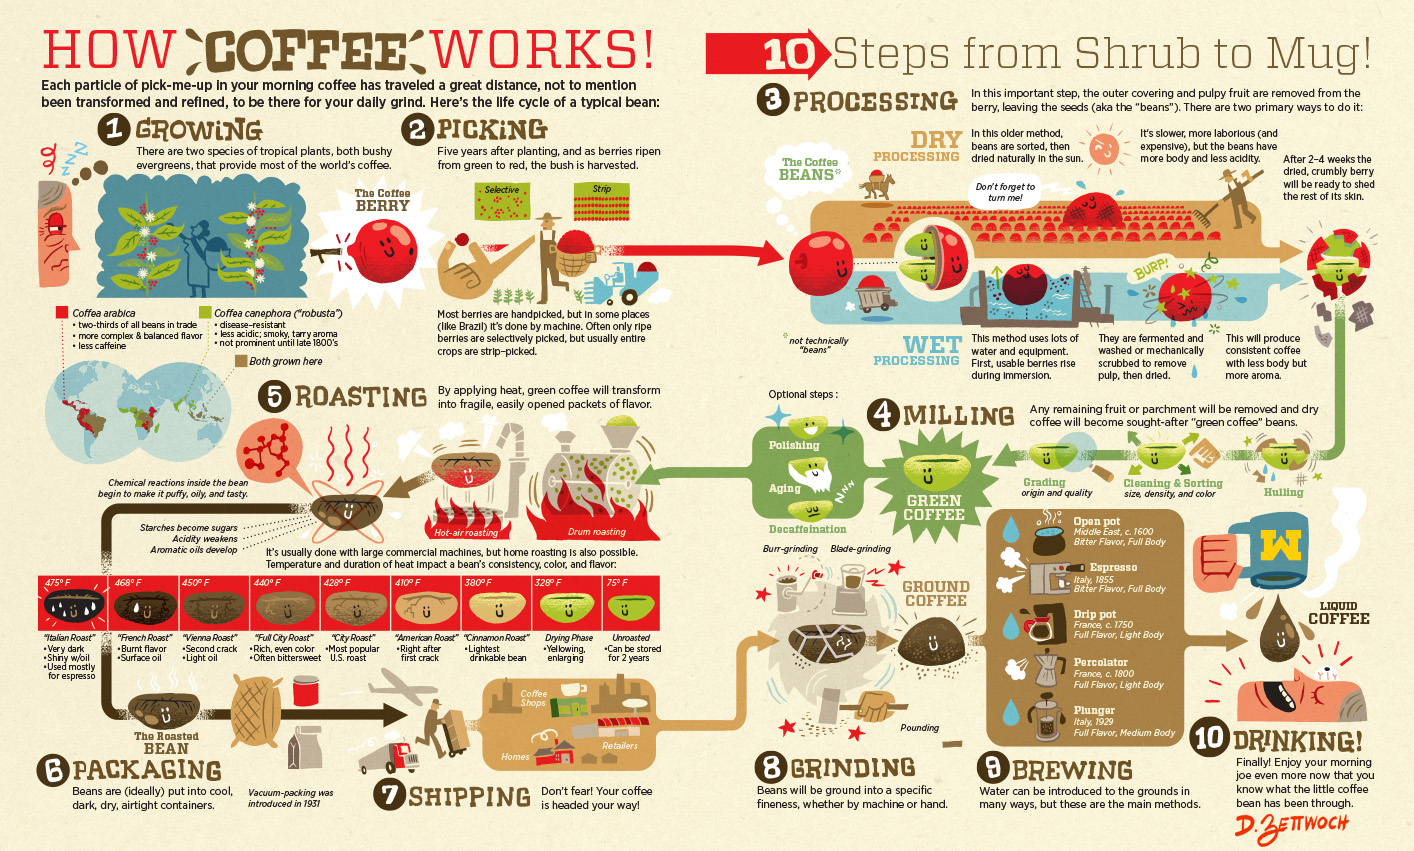 HOW COFFEE WORKS!
10 Steps from Shrub to Mug!
Each particle of pick-me-up in your morning coffee has traveled a great distance, not to mention
been transformed and refined, to be there for your daily grind. Here's the life cycle of a typical bean:
1 GROWING
There are two species of tropical plants, both bushy
evergreens, that provide most of the world's coffee.
ZZZ
The Coffee
BERRY
Coffea arabica
• two-thirds of all beans in trade
• more complex & balanced flavor
• less caffeine
Coffea canephora ("robusta")
• disease-resistant
• less acidic; smoky, tarry aroma
• not prominent until late 1800's
Both grown here
2 PICKING
Five years after planting, and as berries ripen
from green to red, the bush is harvested.
Selective
Strip
Most berries are handpicked, but in some places
(like Brazil) it's done by machine. Often only ripe
berries are selectively picked, but usually entire
crops are strip-picked.
3 PROCESSING
In this important step, the outer covering and pulpy fruit are removed from the
berry, leaving the seeds (aka the "beans"). There are two primary ways to do it:
The Coffee
BEANS*
DRY
PROCESSING
In this older method,
beans are sorted, then
dried naturally in the sun.
It's slower, more laborious (and
expensive), but the beans have
more body and less acidity.
After 2-4 weeks the
dried, crumbly berry
will be ready to shed
the rest of its skin.
Don't forget to
turn me!
BURP!
* not technically
"beans"
WET
PROCESSING
This method uses lots of
water and equipment.
First, usable berries rise
during immersion.
They are fermented and
washed or mechanically
scrubbed to remove
pulp, then dried.
This will produce
consistent coffee
with less body but
more aroma.
4 MILLING
Any remaining fruit or parchment will be removed and dry
coffee will become sought-after "green coffee" beans.
Hulling
Cleaning & Sorting
size, density, and color
Grading
origin and quality
GREEN
COFFEE
Optional steps :
Polishing
Aging
ZZZ
Decaffeination
5 ROASTING
By applying heat, green coffee will transform
into fragile, easily opened packets of flavor.
Drum roasting
Hot-air roasting
Chemical reactions inside the bean
begin to make it puffy, oily, and tasty.
Starches become sugars
Acidity weakens
Aromatic oils develop
It's usually done with large commercial machines, but home roasting is also possible.
Temperature and duration of heat impact a bean's consistency, color, and flavor:
475° F
468° F
450° F
440° F
428° F
410° F
380° F
328° F
75° F
"Italian Roast"
• Very dark
• Shiny w/oil
• Used mostly
for espresso
"French Roast"
• Burnt flavor
• Surface oil
"Vienna Roast"
• Second crack
• Light oil
"Full City Roast"
• Rich, even color
• Often bittersweet
"City Roast"
• Most popular
U.S. roast
"American Roast"
• Right after
first crack
"Cinnamon Roast"
• Lightest
drinkable bean
Drying Phase
• Yellowing,
enlarging
Unroasted
• Can be stored
for 2 years
The Roasted
BEAN
6 PACKAGING
Beans are (ideally) put into cool,
dark, dry, airtight containers.
Vacuum-packing was
introduced in 1931
7 SHIPPING
Don't fear! Your coffee
is headed your way!
Coffee
Shops
Retailers
Homes
Burr-grinding
Blade-grinding
Pounding
GROUND
COFFEE
8 GRINDING
Beans will be ground into a specific
fineness, whether by machine or hand.
Open pot
Middle East, c. 1600
Bitter Flavor, Full Body
Espresso
Italy, 1855
Bitter Flavor, Full Body
Drip pot
France, c. 1750
Full Flavor, Light Body
Percolator
France, c. 1800
Full Flavor, Light Body
Plunger
Italy, 1929
Full Flavor, Medium Body
9 BREWING
Water can be introduced to the grounds in
many ways, but these are the main methods.
M
LIQUID
COFFEE
10 DRINKING!
Finally! Enjoy your morning
joe even more now that you
know what the little coffee
bean has been through.
D. ZETTWOCH